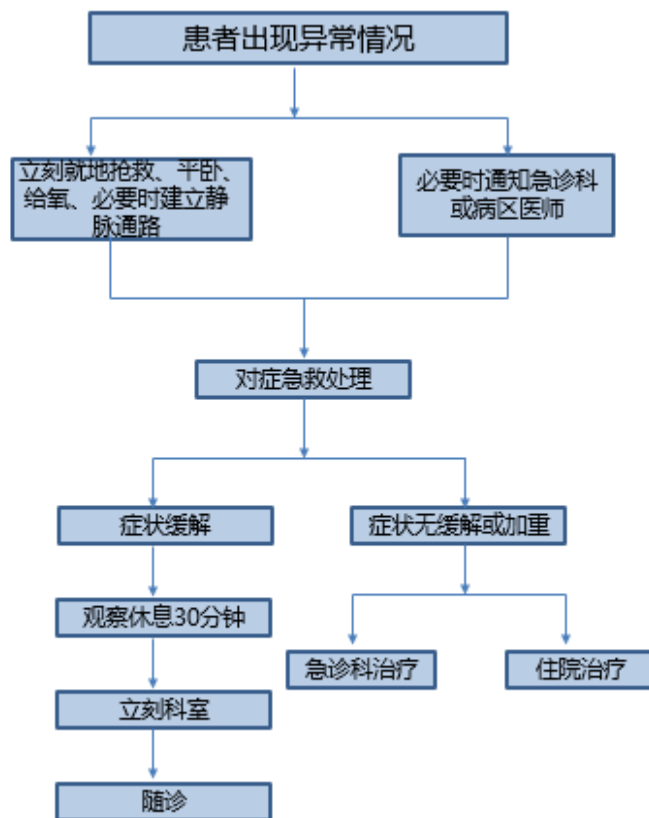 患者出现异常情况
立刻就地抢救、平卧、
给氧、必要时建立静
脉通路
必要时通知急诊科
或病区医师
对症急救处理
症状缓解
症状无缓解或加重
观察休息30分钟
急诊科治疗
住院治疗
立刻科室
随诊